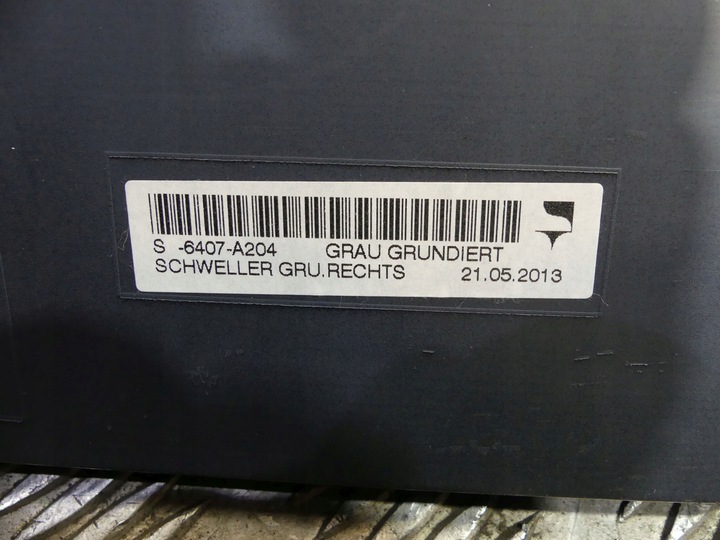 S -6407-A204 GRAU GRUNDIERT
SCHWELLER GRU.RECHTS 21.05.2013